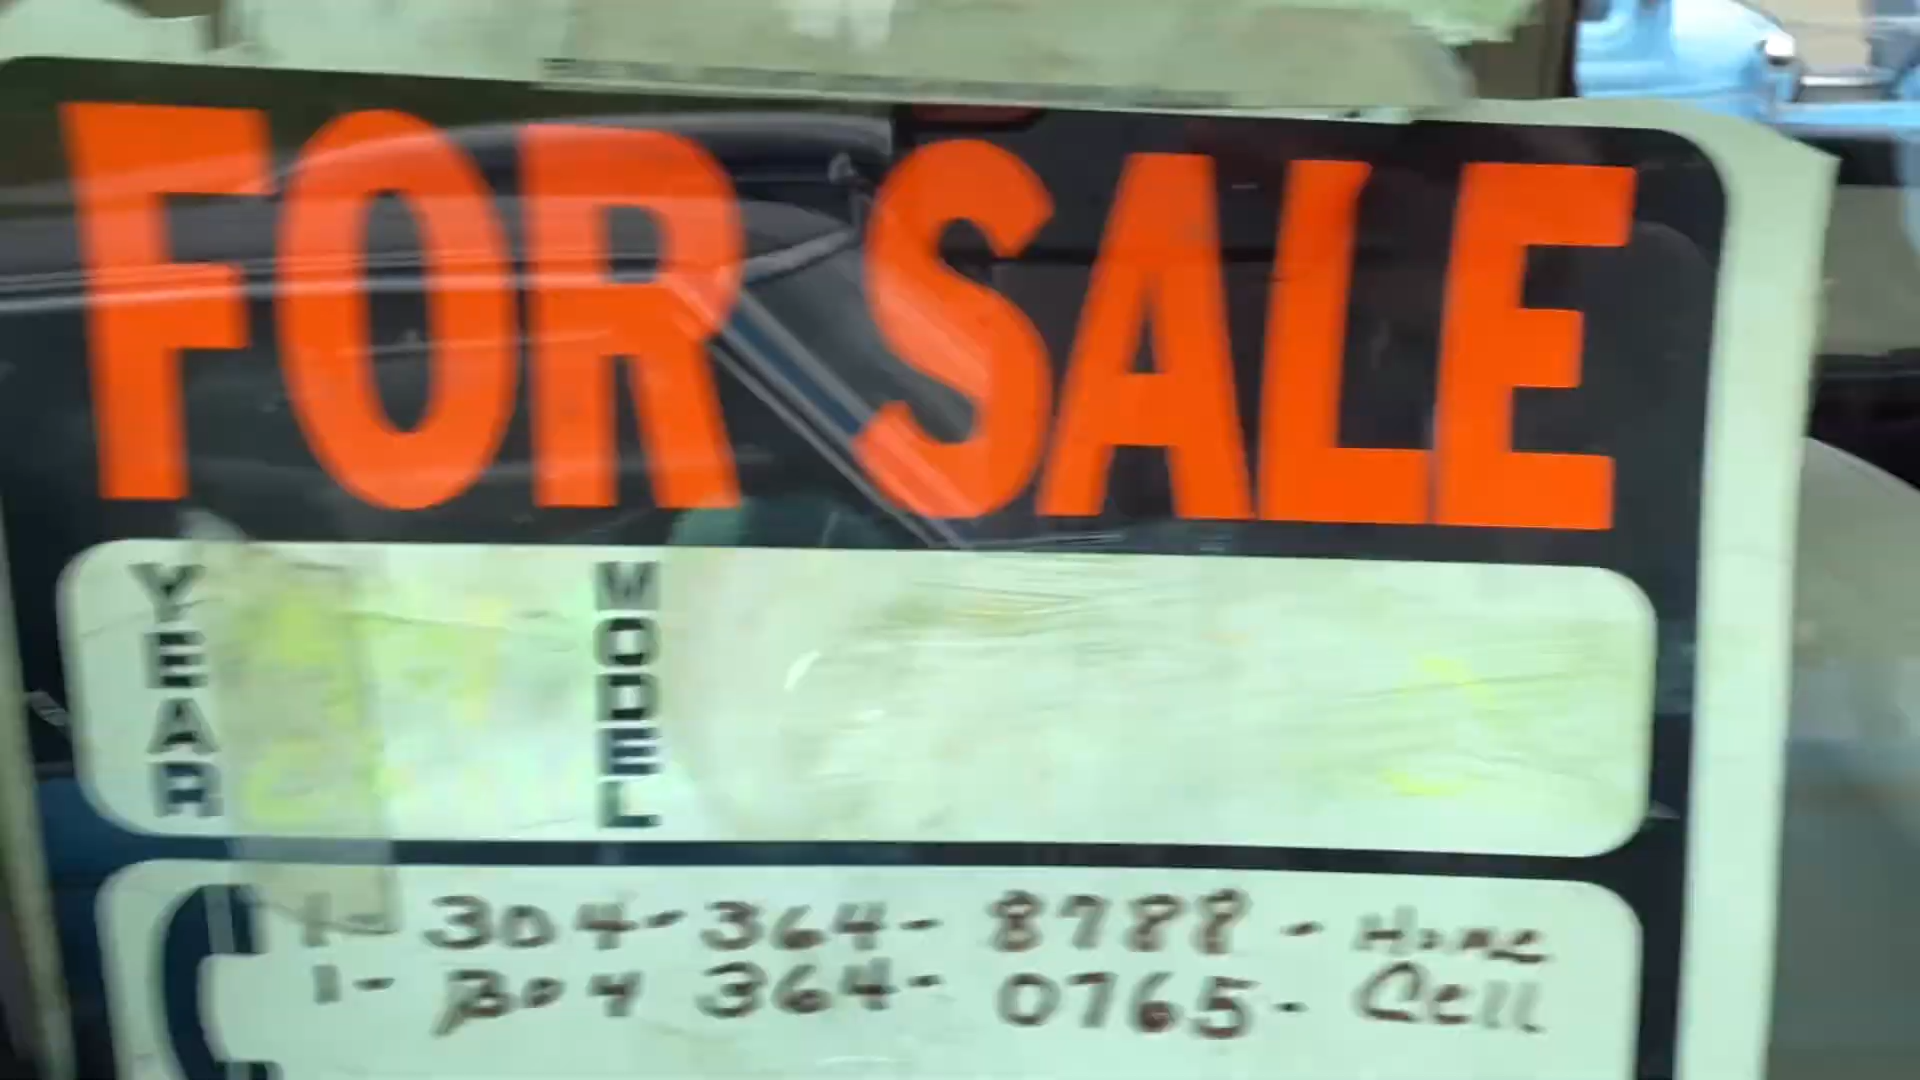 FOR SALE
YEAR
MODEL
1- 304-364-8788 - Home
1- 304 364- 0765- Cell